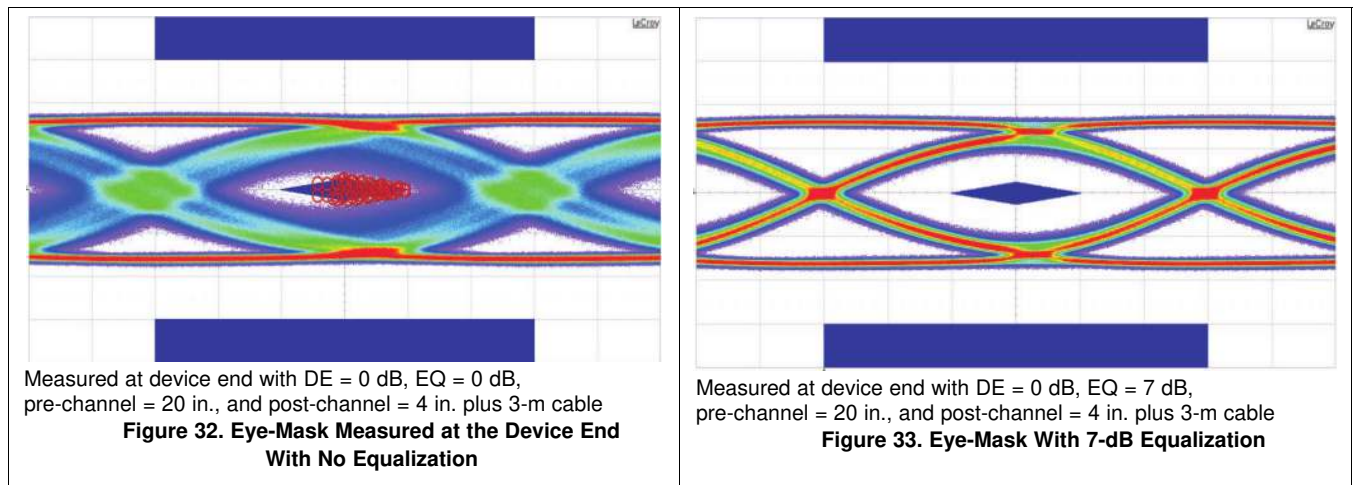 LeCroy
Measured at device end with DE = 0 dB, EQ = 0 dB,
pre-channel = 20 in., and post-channel = 4 in. plus 3-m cable
Figure 32. Eye-Mask Measured at the Device End
With No Equalization
LeCroy
Measured at device end with DE = 0 dB, EQ = 7 dB,
pre-channel = 20 in., and post-channel = 4 in. plus 3-m cable
Figure 33. Eye-Mask With 7-dB Equalization